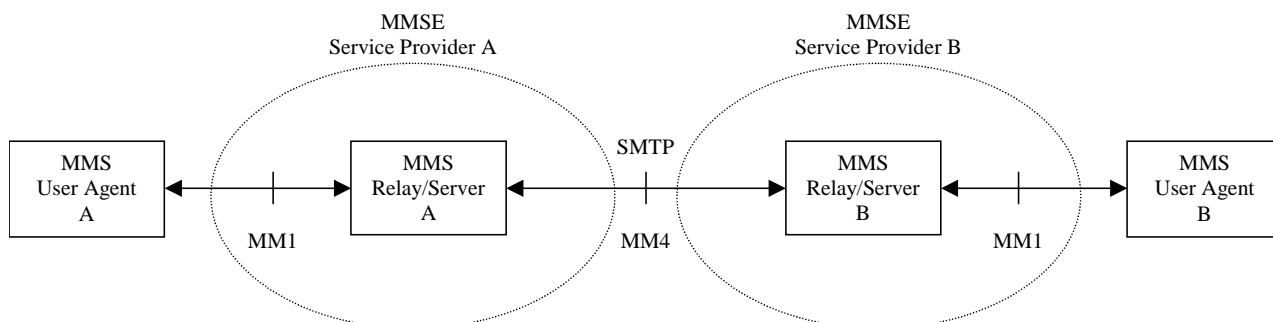 MMSE
Service Provider A
MMSE
Service Provider B
MMS
User Agent
A
MM1
MMS
Relay/Server
A
SMTP
MM4
MMS
Relay/Server
B
MM1
MMS
User Agent
B